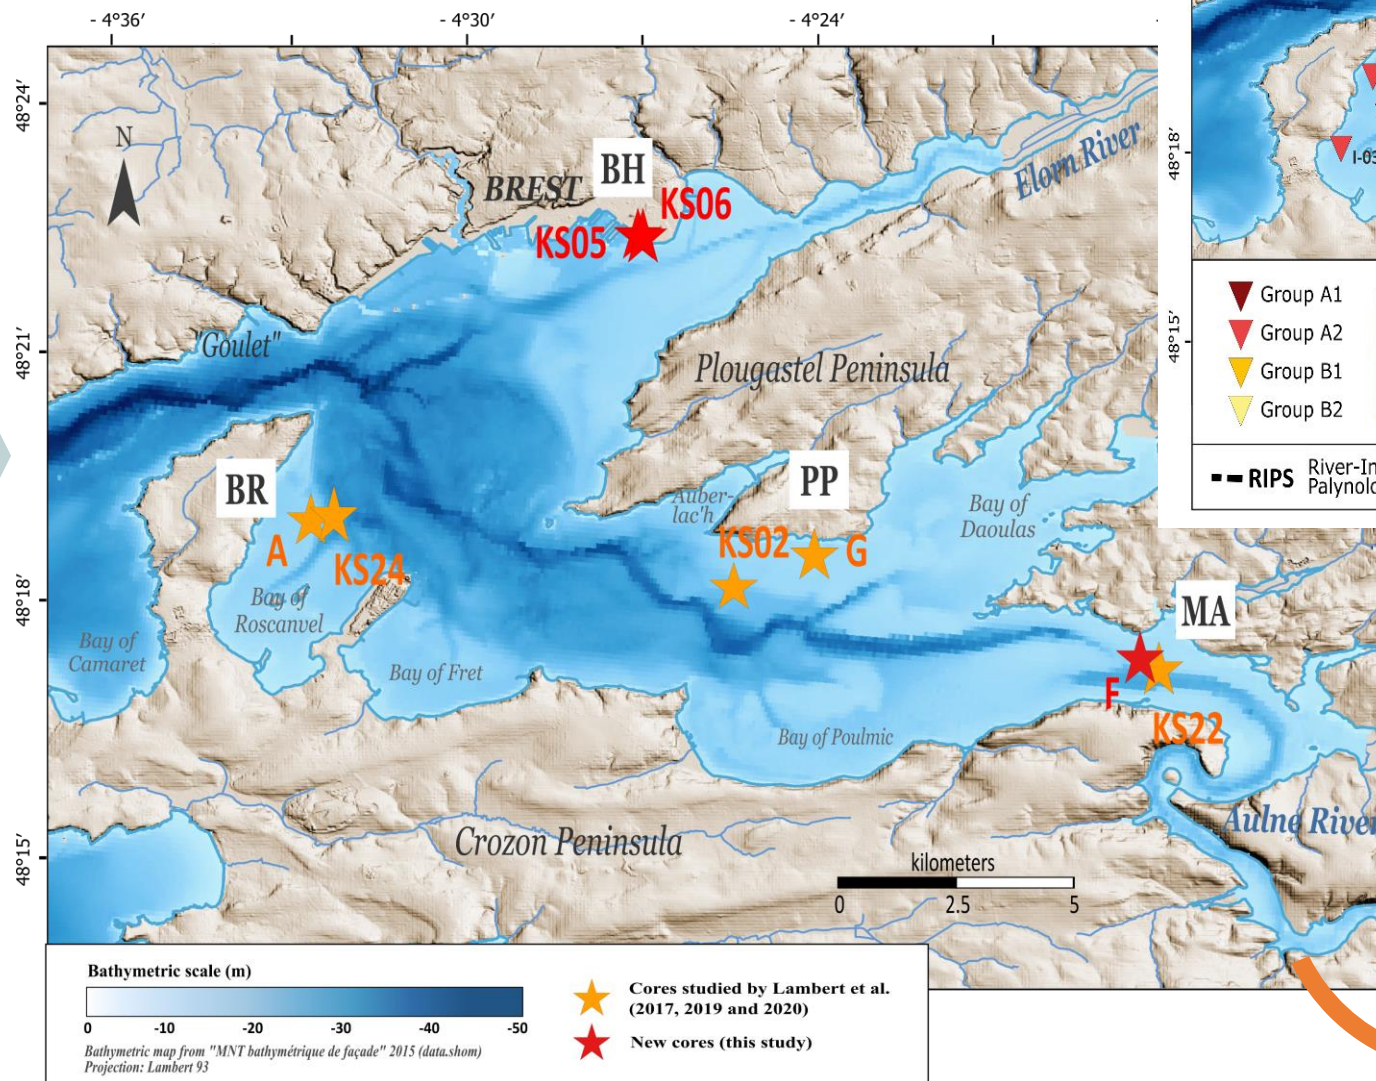 - 4°36′
- 4°30′
- 4°24′
48°24′
48°21′
48°18′
48°15′
N
BREST
BH
KS06
KS05
Elorn River
"Goulet"
Plougastel Peninsula
BR
A
KS24
Bay of
Roscanvel
Bay of
Camaret
Bay of Fret
Auber-
lac'h
PP
KS02
G
Bay of
Daoulas
MA
F
KS22
Bay of Poulmic
Aulne River
Crozon Peninsula
kilometers
0 2.5 5
Bathymetric scale (m)
0 -10 -20 -30 -40 -50
Bathymetric map from "MNT bathymétrique de façade" 2015 (data.shom)
Projection: Lambert 93
Cores studied by Lambert et al.
(2017, 2019 and 2020)
New cores (this study)
48°18′
48°15′
I-03
Group A1
Group A2
Group B1
Group B2
RIPS
River-In
Palynolo